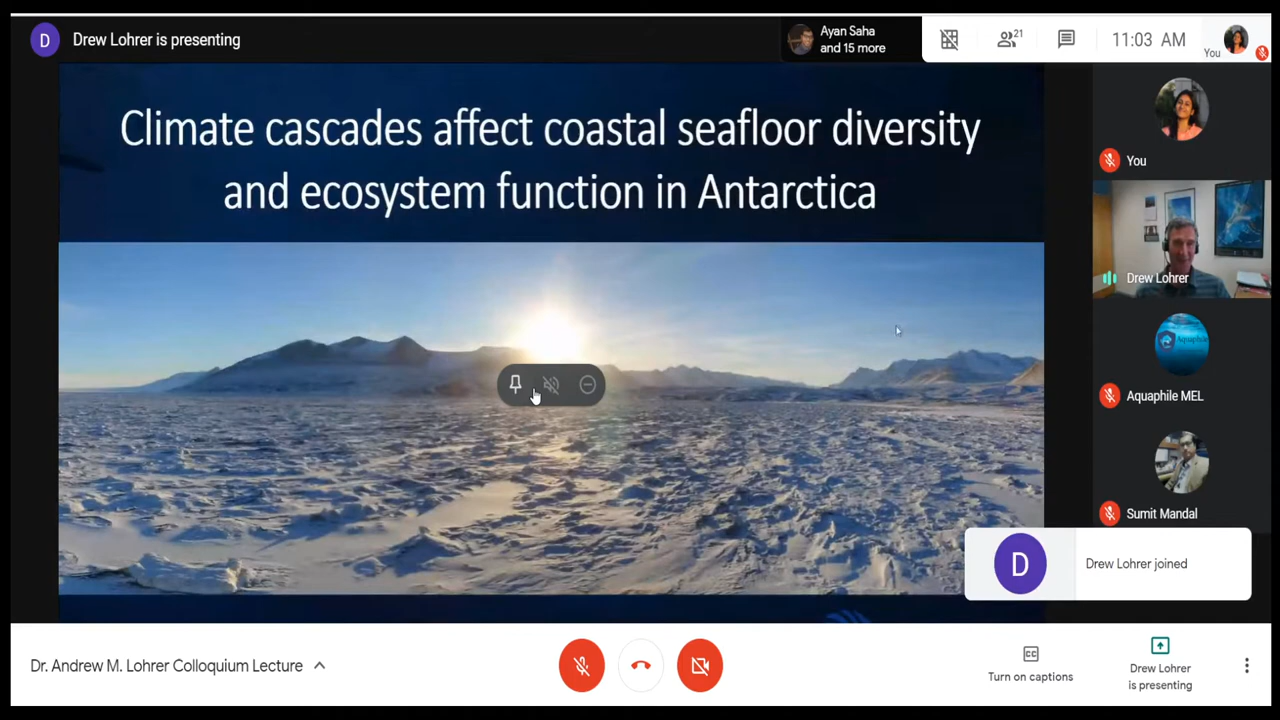 D
Drew Lohrer is presenting
Ayan Saha
and 15 more
21
11:03 AM
You
Climate cascades affect coastal seafloor diversity
and ecosystem function in Antarctica
You
Drew Lohrer
Aquaphile
Aquaphile MEL
Sumit Mandal
D
Drew Lohrer joined
Dr. Andrew M. Lohrer Colloquium Lecture
CC
Turn on captions
Drew Lohrer
is presenting